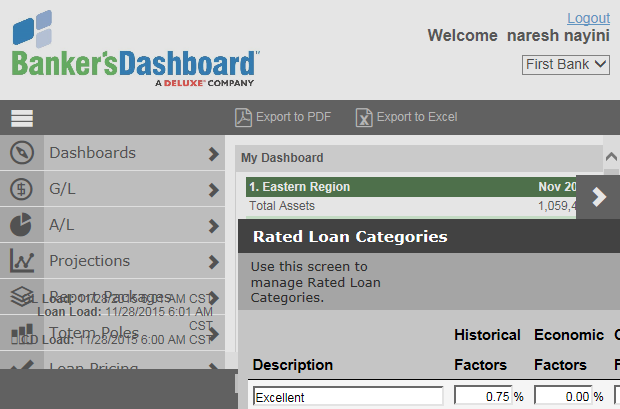 Logout
Welcome naresh nayini
Banker'sDashboard™
A DELUXE® COMPANY
First Bank
Export to PDF
Export to Excel
Dashboards
G/L
A/L
Projections
Report Packages
Totem Poles
Loan Pricing
GL Load: 11/28/2015 6:01 AM CST
Loan Load: 11/28/2015 6:01 AM
CST
CD Load: 11/28/2015 6:00 AM CST
My Dashboard
1. Eastern Region Nov 20
Total Assets 1,059,4
Rated Loan Categories
Use this screen to
manage Rated Loan
Categories.
Historical Economic
Description Factors Factors
Excellent 0.75 % 0.00 %